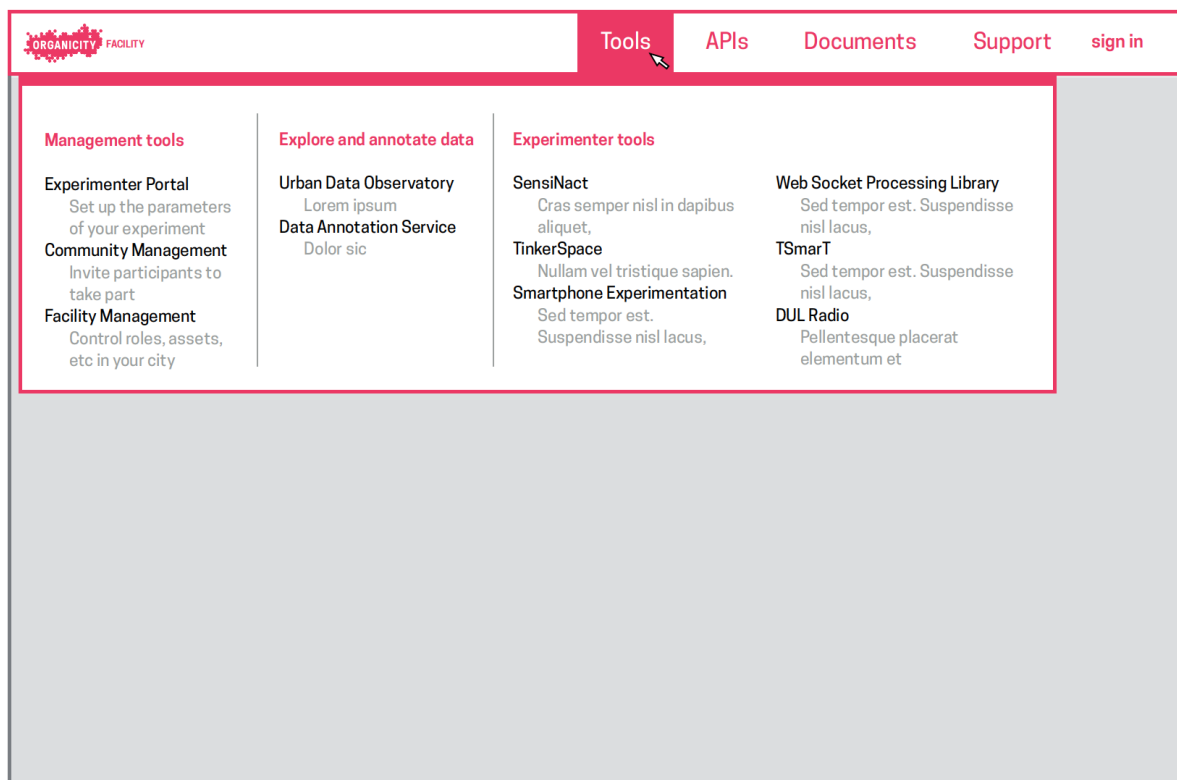 ORGANICITY FACILITY
Tools
APIs
Documents
Support
sign in
Management tools
Experimenter Portal
Set up the parameters
of your experiment
Community Management
Invite participants to
take part
Facility Management
Control roles, assets,
etc in your city
Explore and annotate data
Urban Data Observatory
Lorem ipsum
Data Annotation Service
Dolor sic
Experimenter tools
SensiNact
Cras semper nisl in dapibus
aliquet,
TinkerSpace
Nullam vel tristique sapien.
Smartphone Experimentation
Sed tempor est.
Suspendisse nisl lacus,
Web Socket Processing Library
Sed tempor est. Suspendisse
nisl lacus,
TSmarT
Sed tempor est. Suspendisse
nisl lacus,
DUL Radio
Pellentesque placerat
elementum et